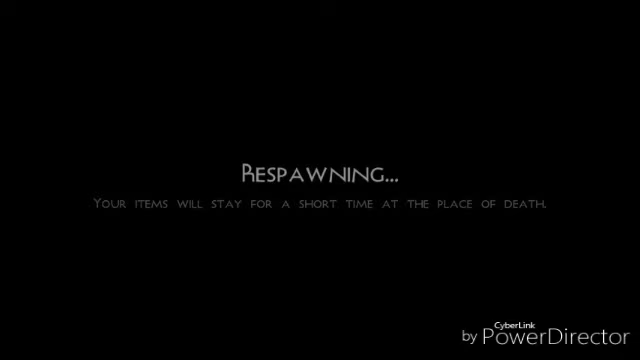 Respawning...
Your items will stay for a short time at the place of death.
CyberLink
by PowerDirector